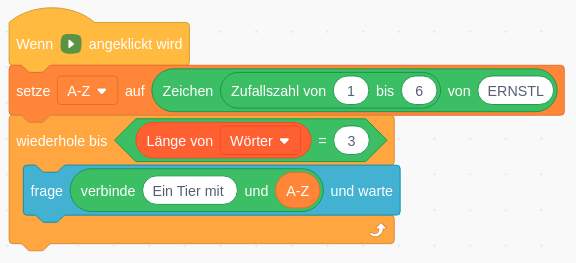 Wenn angeklickt wird
setze A-Z auf Zeichen Zufallszahl von 1 bis 6 von ERNSTL
wiederhole bis Länge von Wörter = 3
frage verbinde Ein Tier mit und A-Z und warte